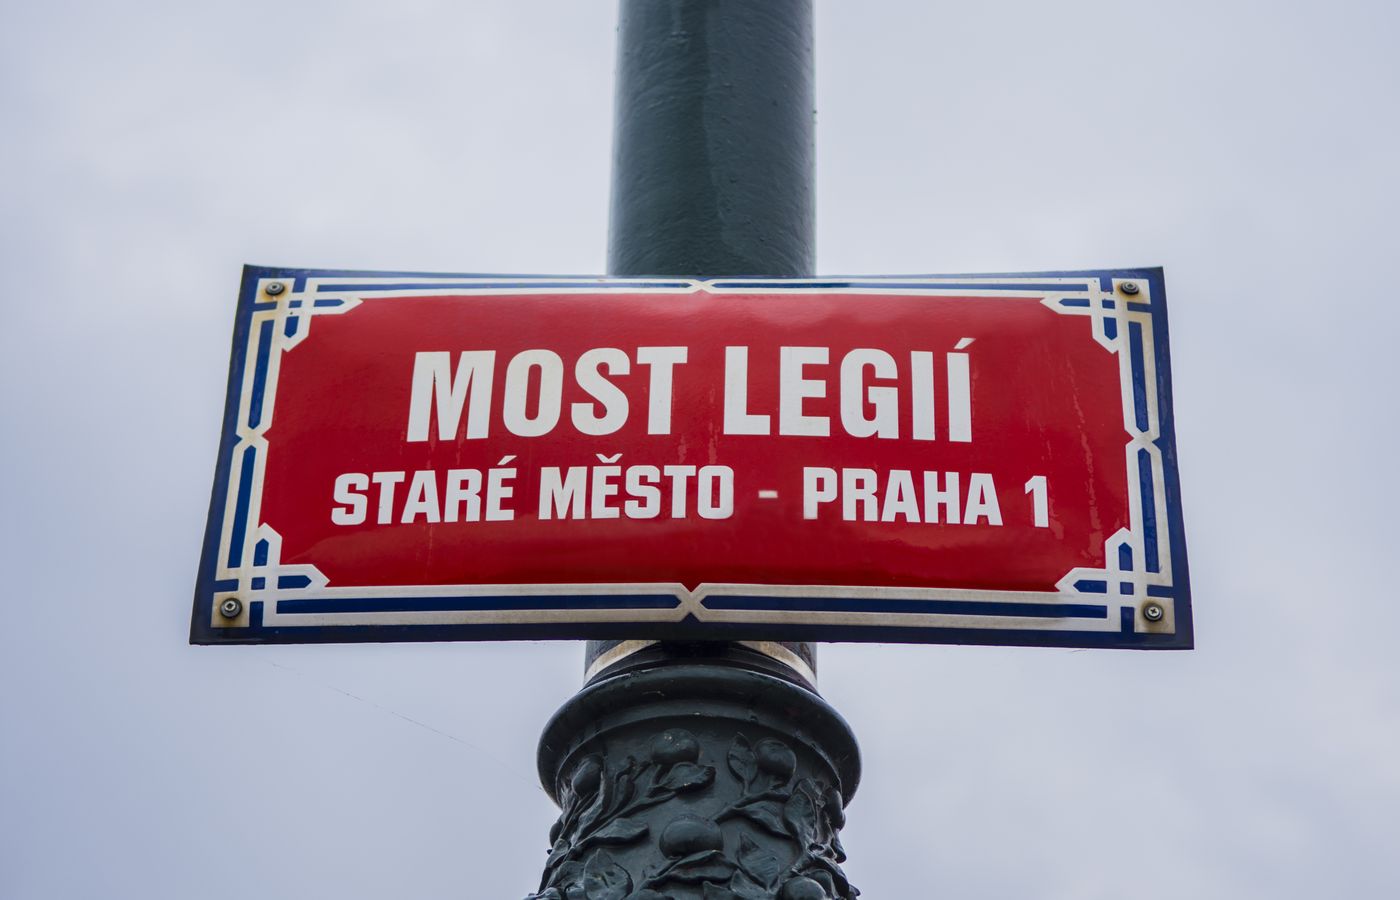 MOST LEGIÍ
STARÉ MĚSTO - PRAHA 1